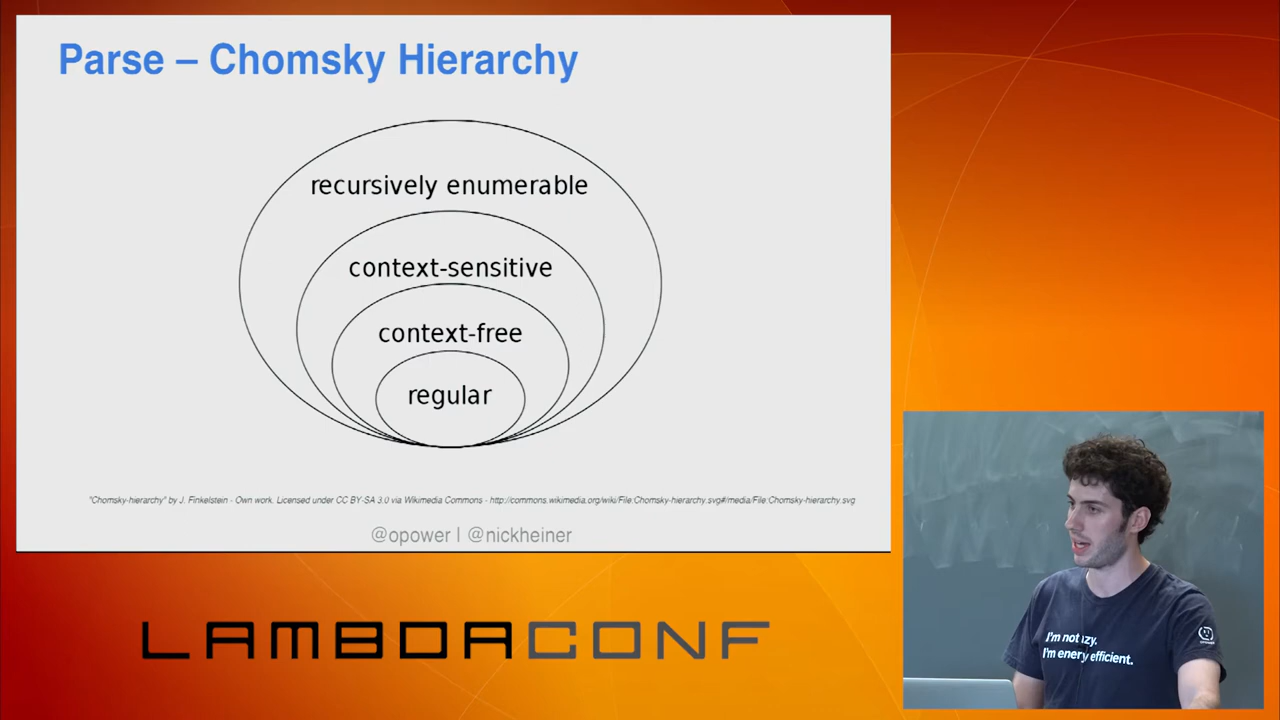 Parse – Chomsky Hierarchy
recursively enumerable
context-sensitive
context-free
regular
"Chomsky-hierarchy" by J. Finkelstein - Own work. Licensed under CC BY-SA 3.0 via Wikimedia Commons - http://commons.wikimedia.org/wiki/File:Chomsky-hierarchy.svg#/media/File:Chomsky-hierarchy.svg
@opower | @nickheiner
LAMBDACONF
I'm not
I'm energy efficient.